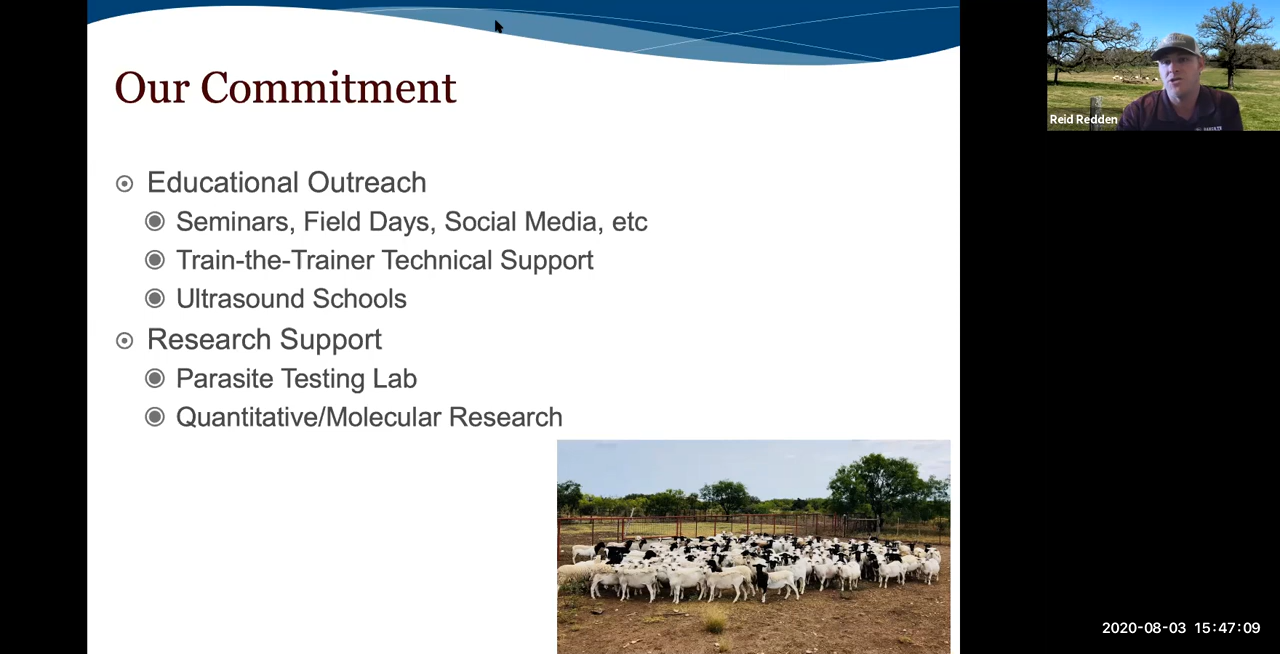 Our Commitment
Educational Outreach
Seminars, Field Days, Social Media, etc
Train-the-Trainer Technical Support
Ultrasound Schools
Research Support
Parasite Testing Lab
Quantitative/Molecular Research
Reid Redden
2020-08-03 15:47:09